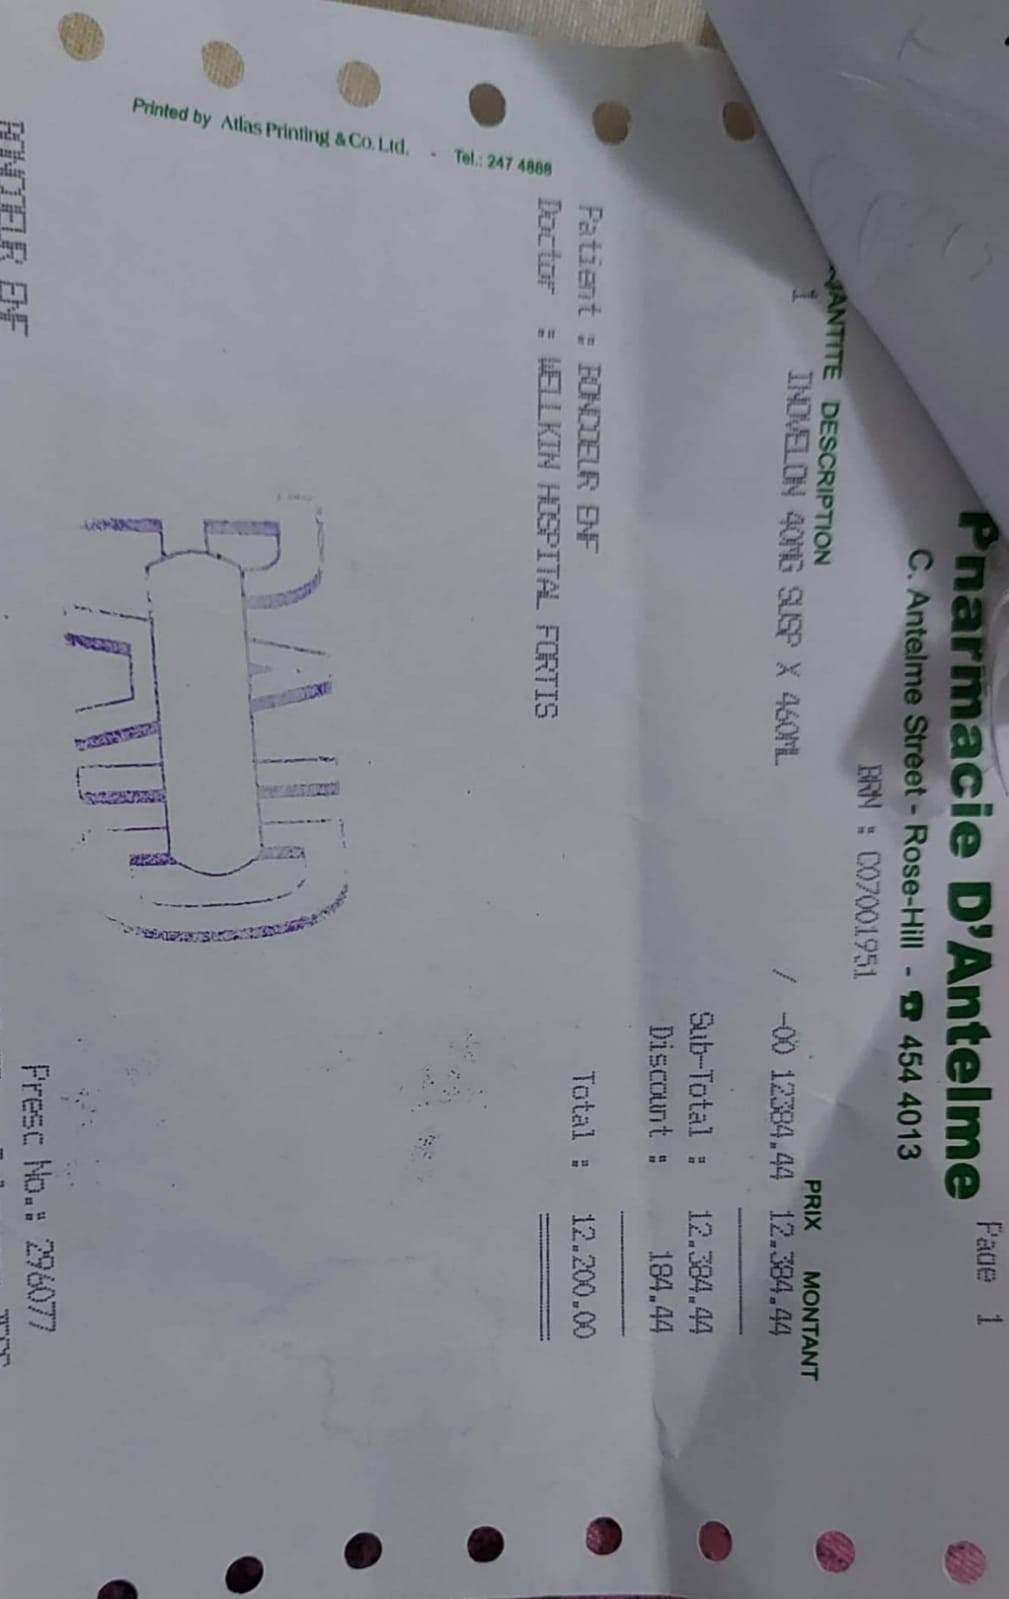 Page 1
Pharmacie D'Antelme
C. Antelme Street - Rose-Hill - ☎ 454 4013
BRN : C07001951
ANTITE DESCRIPTION PRIX MONTANT
1 INOVELON 40MG SUSP X 460ML / -00 12384.44 12.384.44
Sub-Total : 12.384.44
Discount : 184.44
Total : 12.200.00
Patient : BONCOEUR ENF
Doctor : WELLKIN HOSPITAL FORTIS
Printed by Atlas Printing & Co. Ltd. - Tel.: 247 4888
PAID
Presc No.: 296077
BONCOEUR ENF